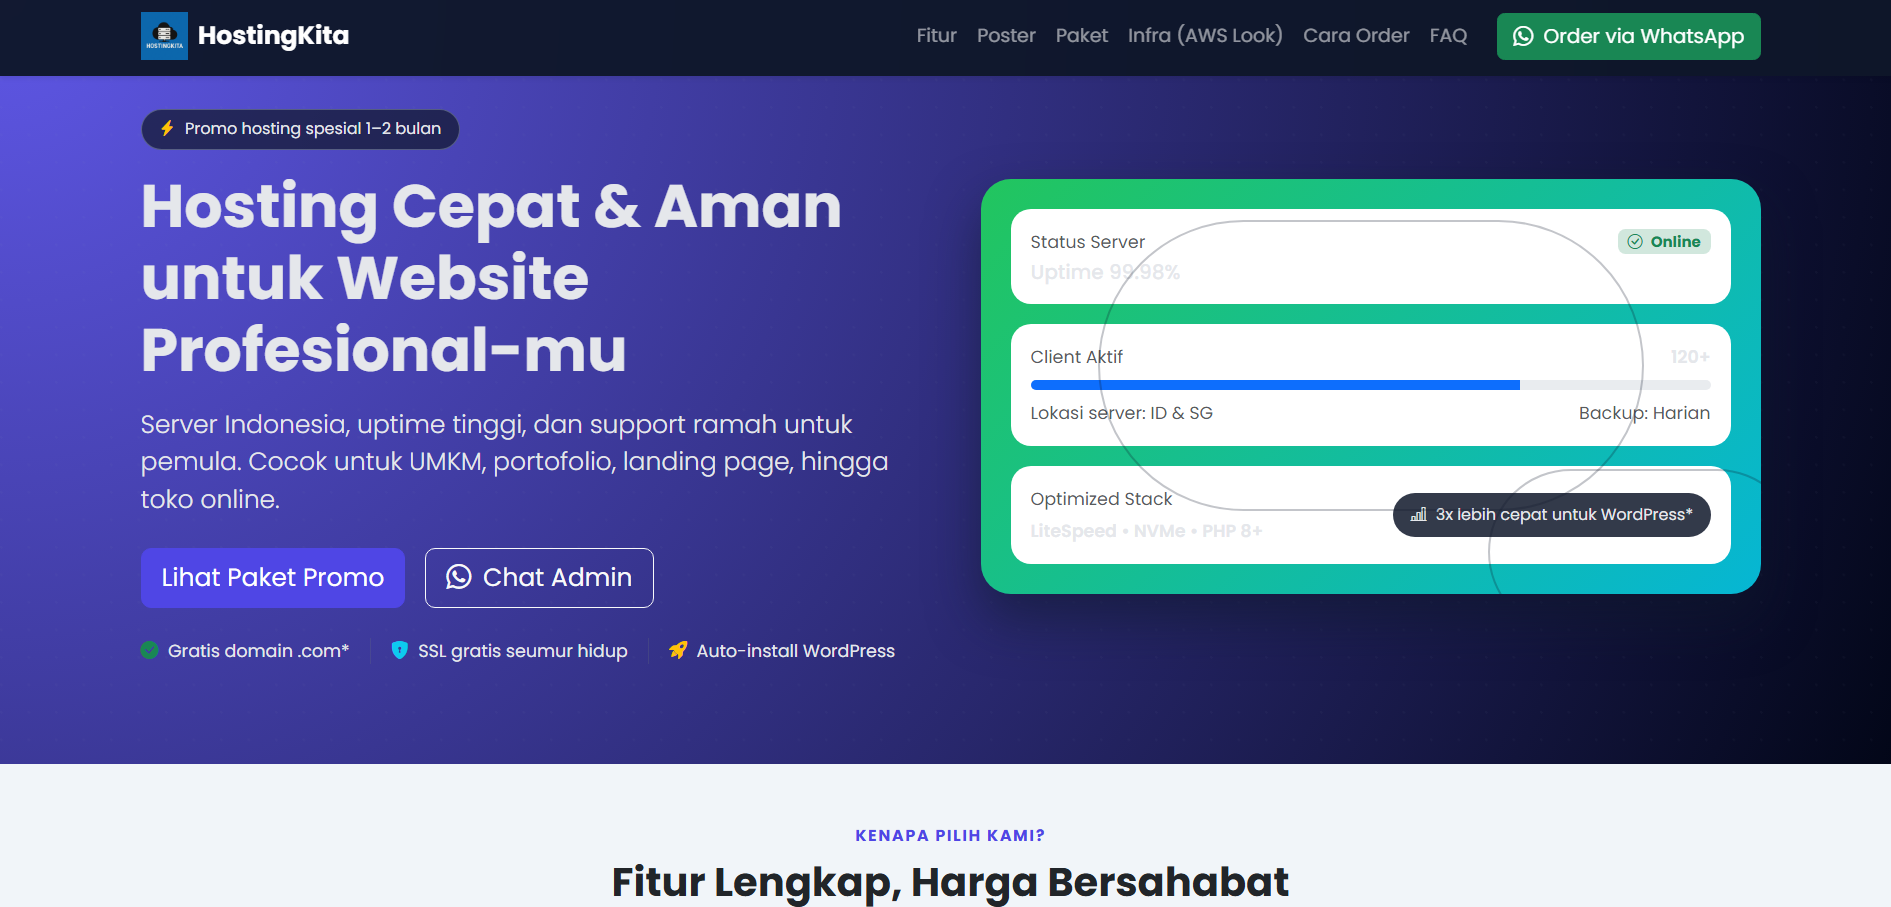 HOSTINGKITA
HostingKita
Fitur
Poster
Paket
Infra (AWS Look)
Cara Order
FAQ
Order via WhatsApp
Promo hosting spesial 1–2 bulan
Hosting Cepat & Aman
untuk Website
Profesional-mu
Server Indonesia, uptime tinggi, dan support ramah untuk
pemula. Cocok untuk UMKM, portofolio, landing page, hingga
toko online.
Lihat Paket Promo
Chat Admin
Gratis domain .com*
SSL gratis seumur hidup
Auto-install WordPress
Status Server
Online
Uptime 99.98%
Client Aktif
120+
Lokasi server: ID & SG
Backup: Harian
Optimized Stack
LiteSpeed • NVMe • PHP 8+
3x lebih cepat untuk WordPress*
KENAPA PILIH KAMI?
Fitur Lengkap, Harga Bersahabat